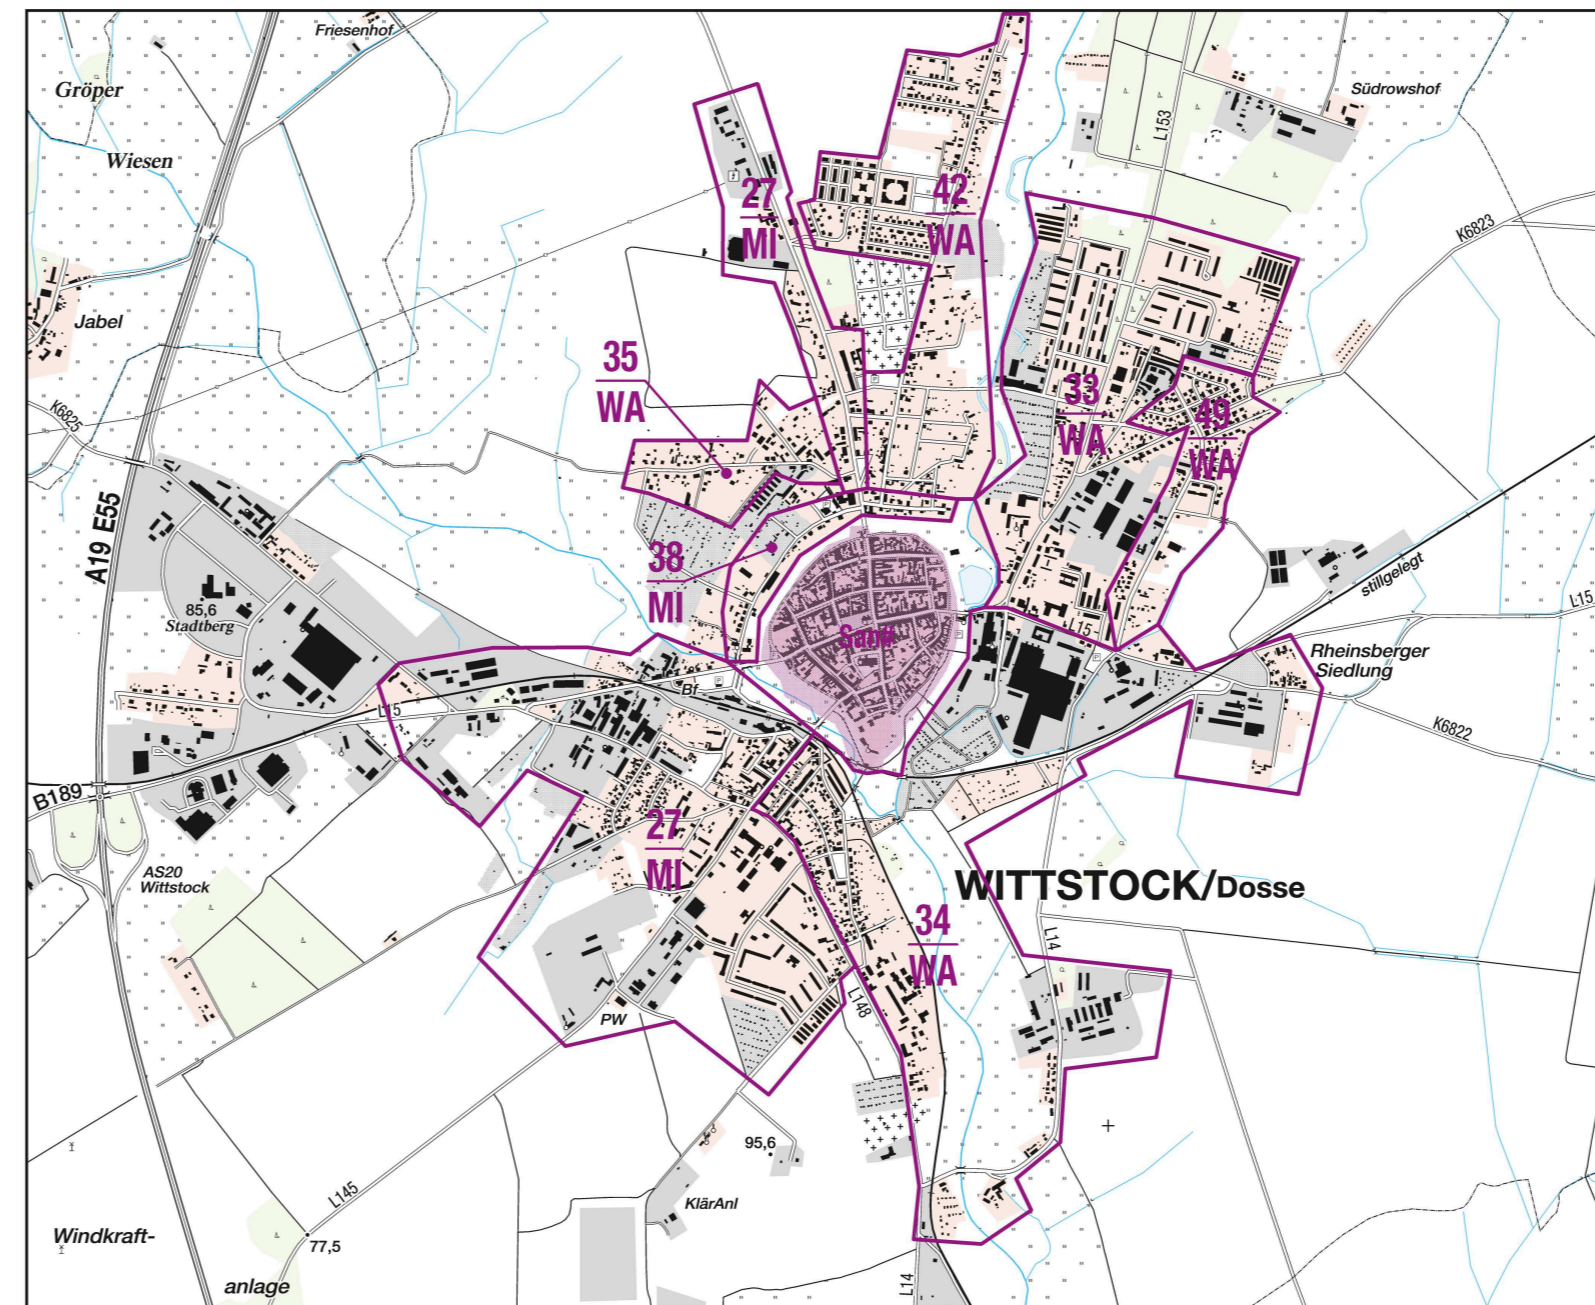 Friesenhof
Gröper
Wiesen
Südrowshof
L153
K6823
27
MI
42
WA
Jabel
35
WA
33
WA
49
WA
K6825
A19 E55
38
MI
stillgelegt
L15
85,6
Stadtberg
SanU
L15
Rheinsberger
Siedlung
Bf
L15
K6822
B189
27
MI
AS20
Wittstock
WITTSTOCK/Dosse
34
WA
L14
L148
PW
95,6
KlärAnl
L145
77,5
Windkraft-
anlage
L14